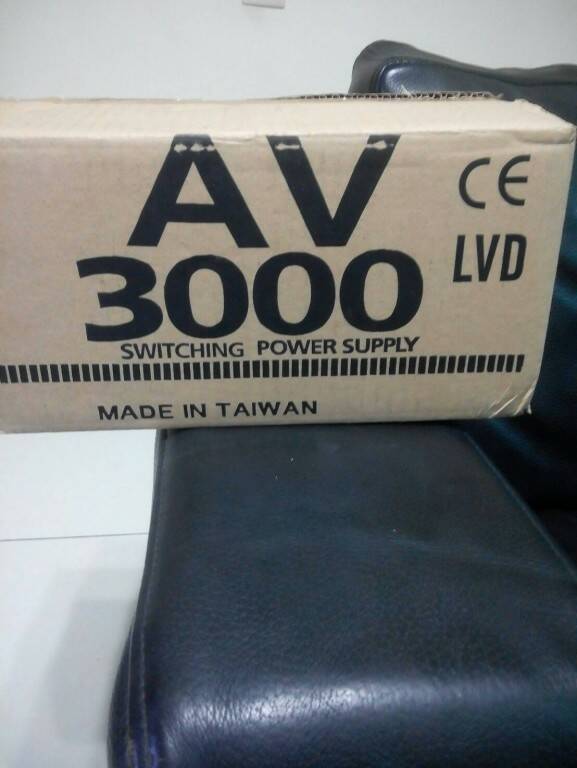 AV
CE
LVD
3000
SWITCHING POWER SUPPLY
MADE IN TAIWAN